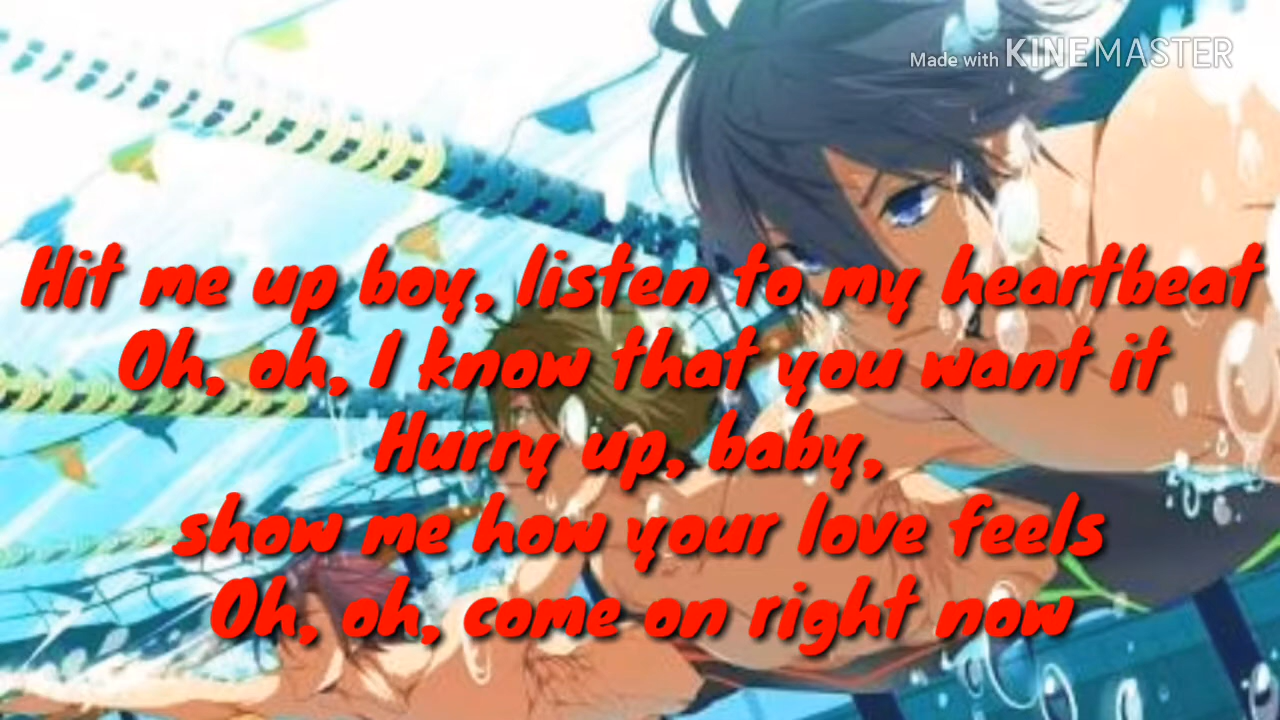 Made with KINEMASTER
Hit me up boy, listen to my heartbeat
Oh, oh, I know that you want it
Hurry up, baby,
show me how your love feels
Oh, oh, come on right now